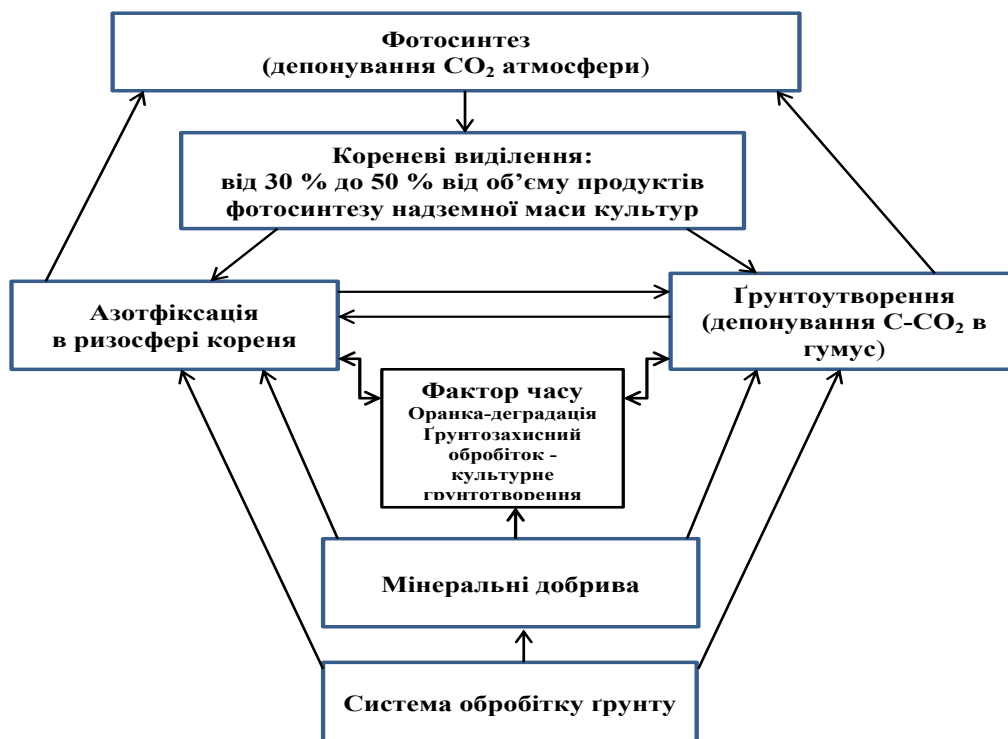 Фотосинтез
(депонування CO₂ атмосфери)
Кореневі виділення:
від 30 % до 50 % від об’єму продуктів
фотосинтезу надземної маси культур
Азотфіксація
в ризосфері кореня
Ґрунтоутворення
(депонування С-CO₂ в
гумус)
Фактор часу
Оранка-деградація
Ґрунтозахисний
обробіток -
культурне
грунтотворення
Мінеральні добрива
Система обробітку ґрунту